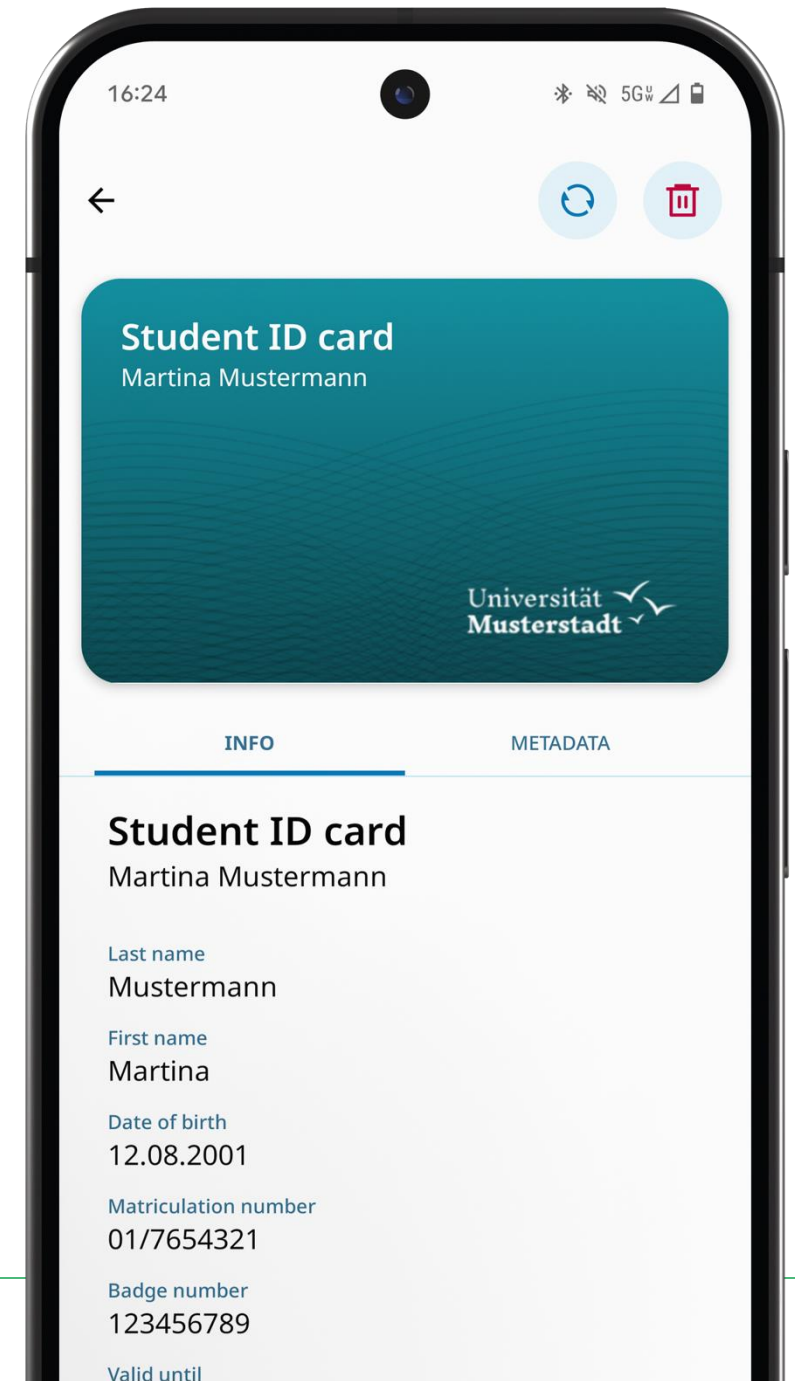 16:24
5G UW
Student ID card
Martina Mustermann
Universität
Musterstadt
INFO METADATA
Student ID card
Martina Mustermann
Last name
Mustermann
First name
Martina
Date of birth
12.08.2001
Matriculation number
01/7654321
Badge number
123456789
Valid until